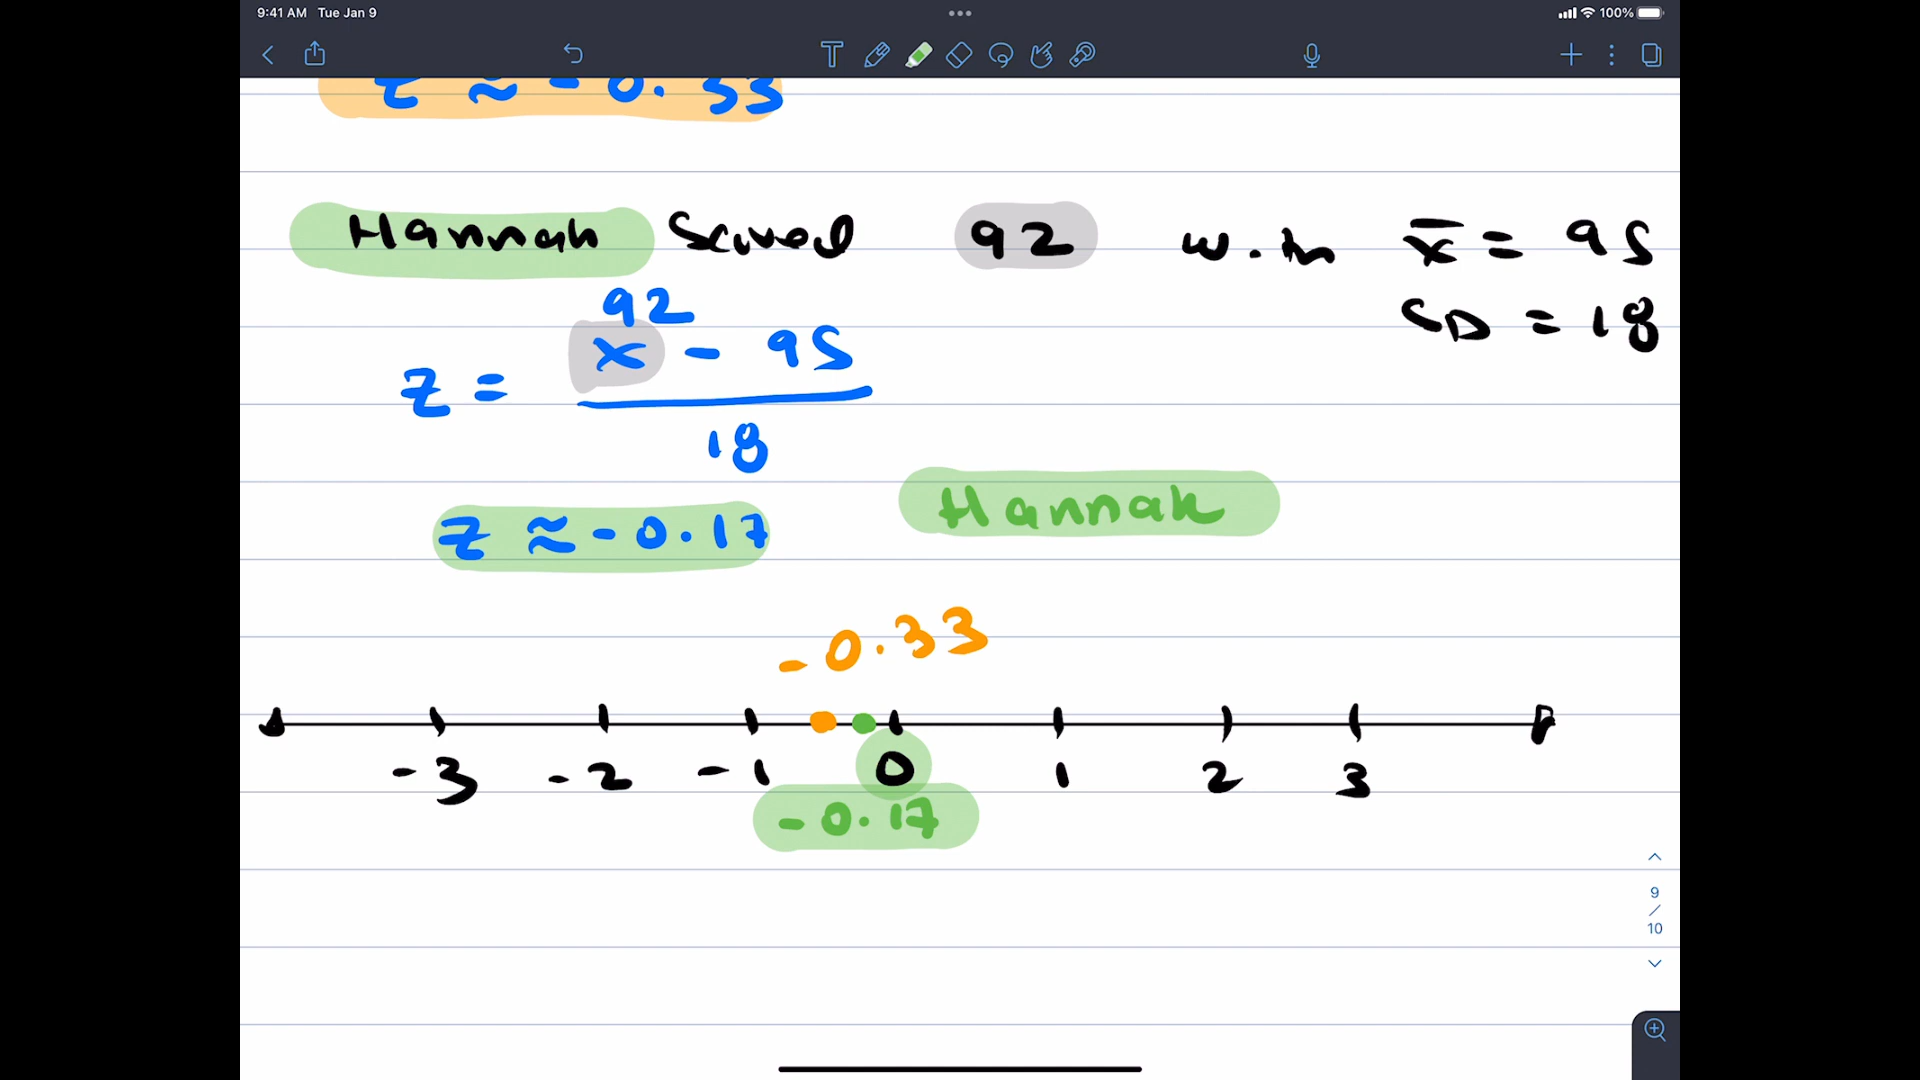 9:41 AM Tue Jan 9
100%
z ≈ -0.33
Hannah Scored 92 with x̄ = 95
SD = 18
92
z = x - 95
18
z ≈ -0.17 Hannah
-0.33
-3 -2 -1 0 1 2 3
-0.17
9
/
10